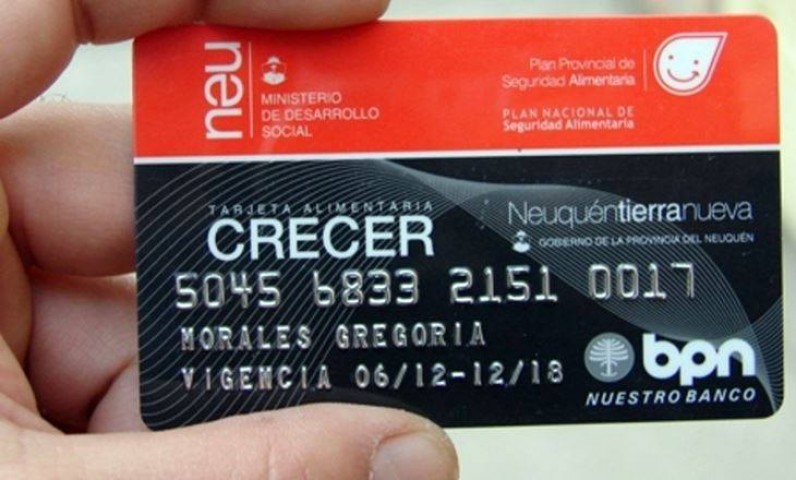 neu
MINISTERIO
DE DESARROLLO
SOCIAL
Plan Provincial de
Seguridad Alimentaria
PLAN NACIONAL DE
Seguridad Alimentaria
TARJETA ALIMENTARIA
CRECER
Neuquéntierranueva
GOBIERNO DE LA PROVINCIA DEL NEUQUÉN
5045 6833 2151 0017
MORALES GREGORIA
VIGENCIA 06/12-12/18
bpn
NUESTRO BANCO